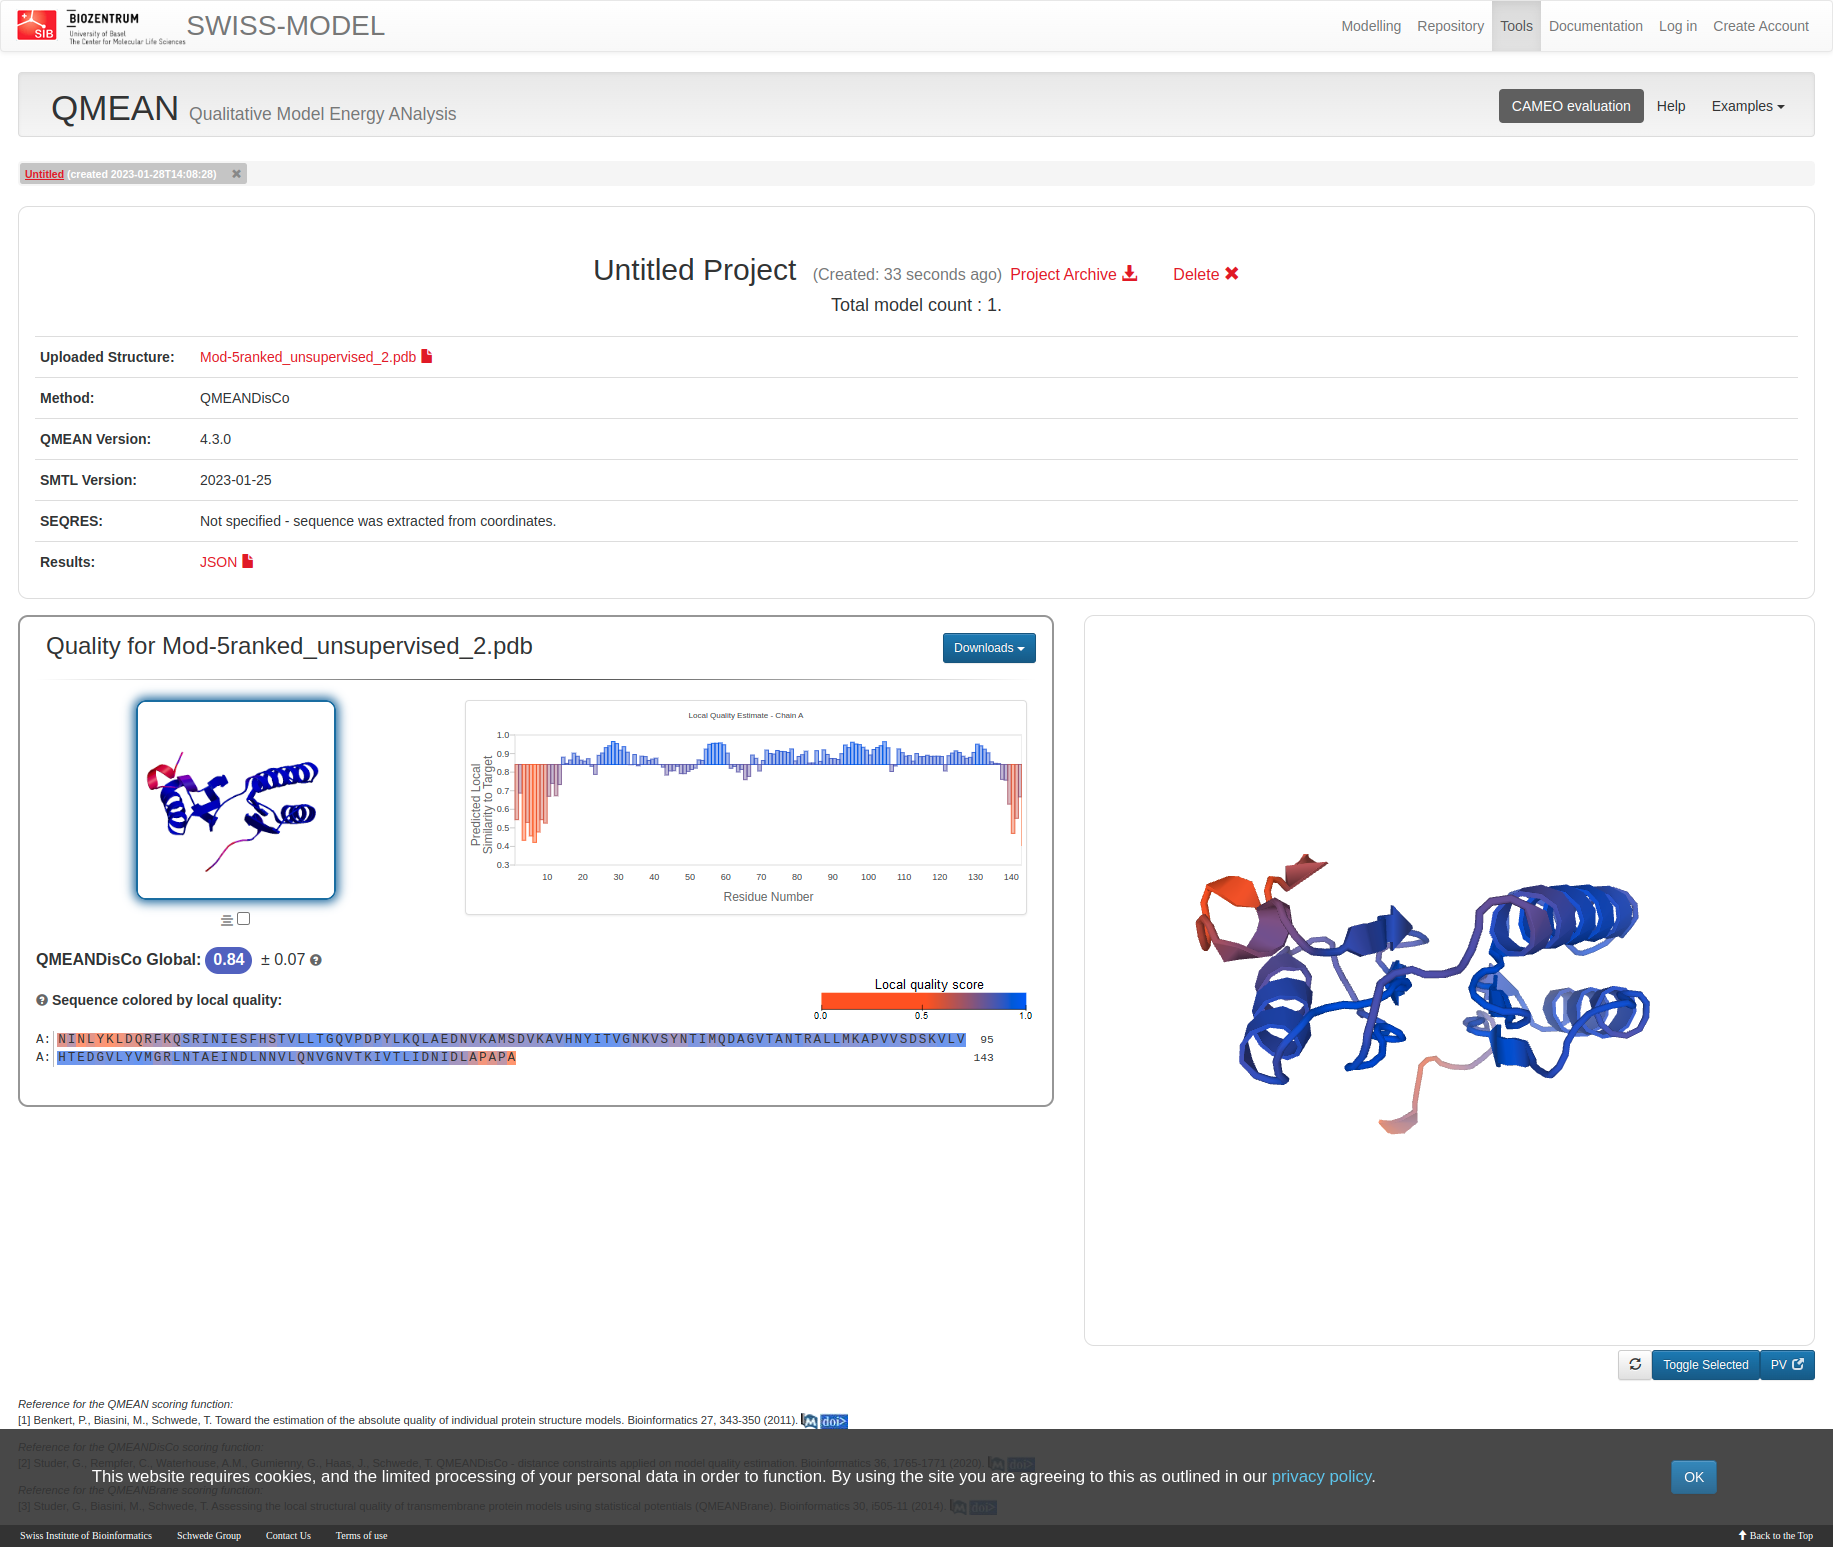 SIB
BIOZENTRUM
University of Basel
The Center for Molecular Life Sciences
SWISS-MODEL
Modelling Repository Tools Documentation Log in Create Account
QMEAN Qualitative Model Energy ANalysis
CAMEO evaluation Help Examples
Untitled (created 2023-01-28T14:08:28)
Untitled Project (Created: 33 seconds ago) Project Archive Delete
Total model count : 1.
Uploaded Structure: Mod-5ranked_unsupervised_2.pdb
Method: QMEANDisCo
QMEAN Version: 4.3.0
SMTL Version: 2023-01-25
SEQRES: Not specified - sequence was extracted from coordinates.
Results: JSON
Quality for Mod-5ranked_unsupervised_2.pdb
Downloads
Local Quality Estimate - Chain A
Predicted Local
Similarity to Target
1.0
0.9
0.8
0.7
0.6
0.5
0.4
0.3
10 20 30 40 50 60 70 80 90 100 110 120 130 140
Residue Number
QMEANDisCo Global: 0.84 ± 0.07
Sequence colored by local quality:
Local quality score
0.0 0.5 1.0
A: NINLYKLDQRFKQSRINIESFHSTVLLTGQVPDPYLKQLAEDNVKAMSDVKAVHNYITVGNKVSYNTIMQDAGVTANTRALLMKAPVVSDSKVLV 95
A: HTEDGVLYVMGRLNTAEINDLNNVLQNVGNVTKIVTLIDNIDLAPAPA 143
Toggle Selected PV
Reference for the QMEAN scoring function:
[1] Benkert, P., Biasini, M., Schwede, T. Toward the estimation of the absolute quality of individual protein structure models. Bioinformatics 27, 343-350 (2011). M doi>
Reference for the QMEANDisCo scoring function:
[2] Studer, G., Rempfer, C., Waterhouse, A.M., Gumienny, G., Haas, J., Schwede, T. QMEANDisCo - distance constraints applied on model quality estimation. Bioinformatics 36, 1765-1771 (2020). M doi>
This website requires cookies, and the limited processing of your personal data in order to function. By using the site you are agreeing to this as outlined in our privacy policy.
OK
Reference for the QMEANBrane scoring function:
[3] Studer, G., Biasini, M., Schwede, T. Assessing the local structural quality of transmembrane protein models using statistical potentials (QMEANBrane). Bioinformatics 30, i505-11 (2014). M doi>
Swiss Institute of Bioinformatics Schwede Group Contact Us Terms of use Back to the Top